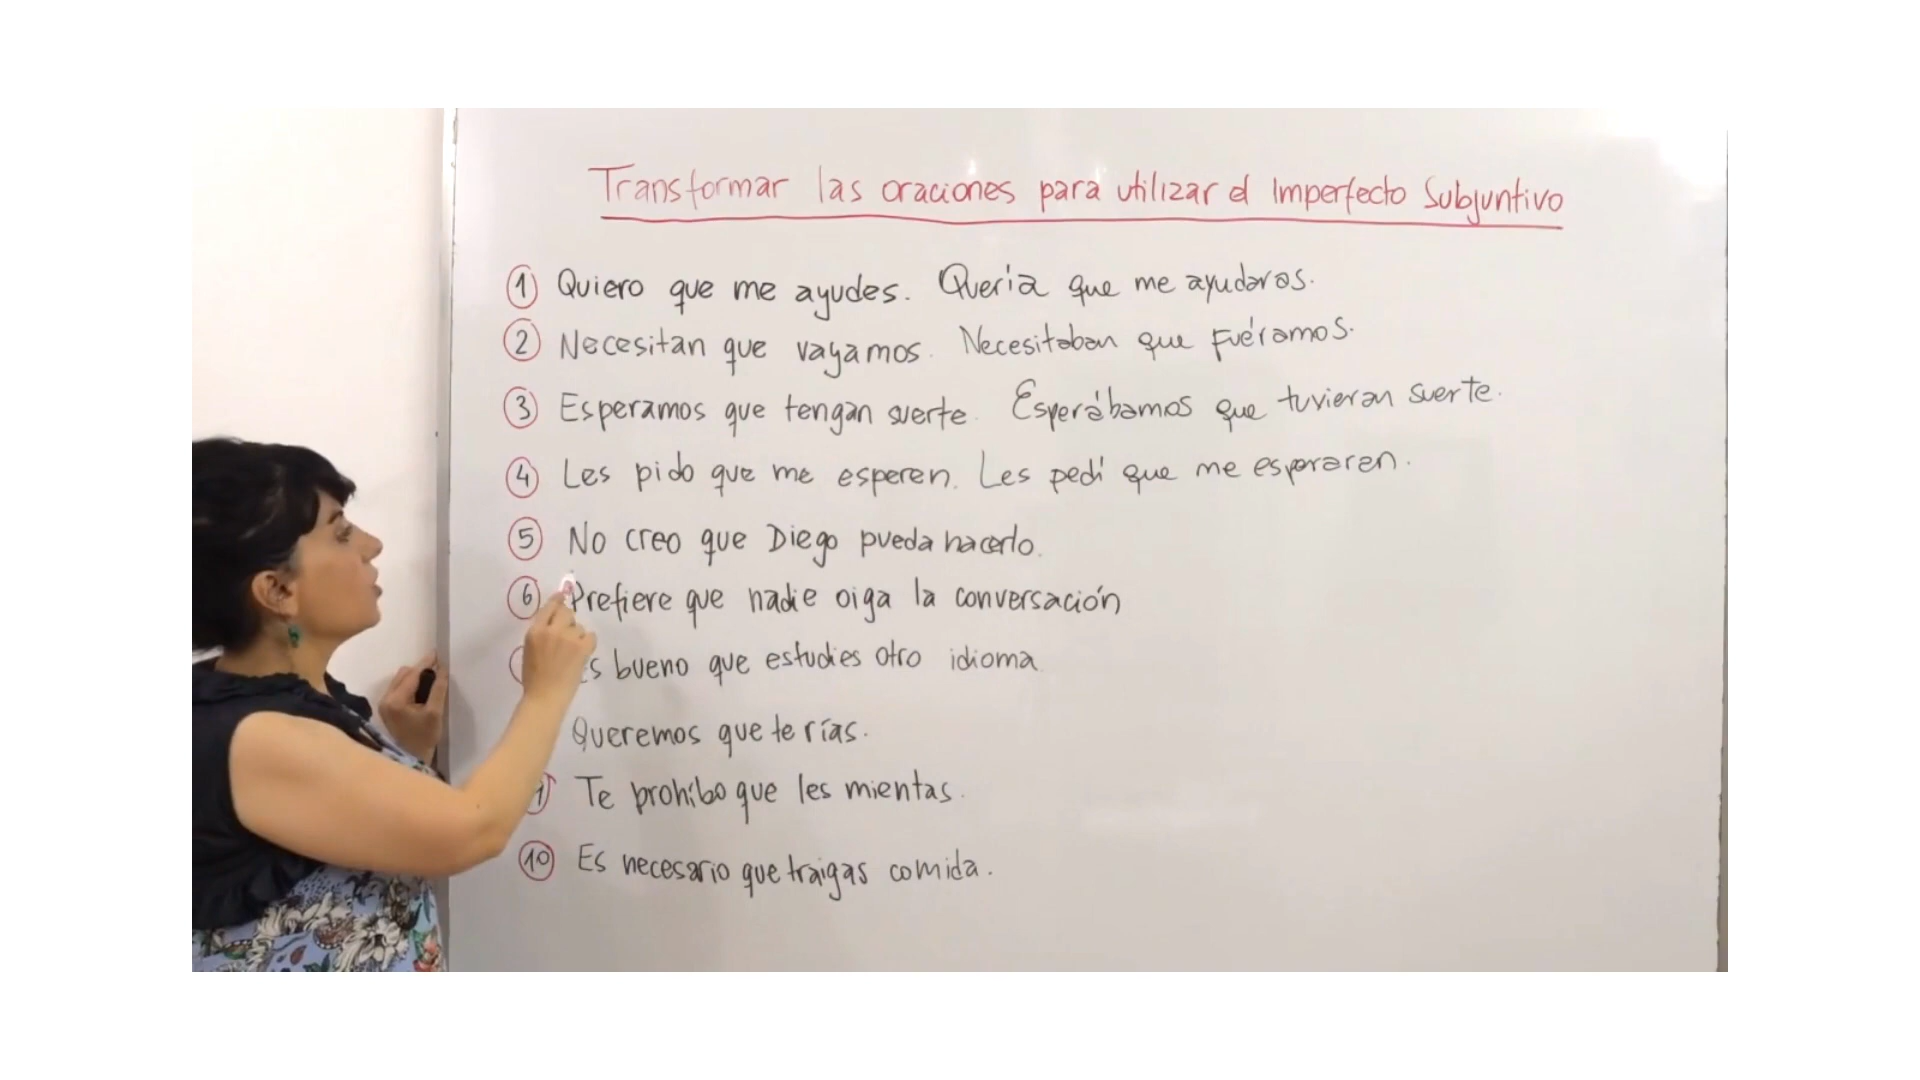 Transformar las oraciones para utilizar el Imperfecto Subjuntivo
1 Quiero que me ayudes. Quería que me ayudaras.
2 Necesitan que vayamos. Necesitaban que fuéramos.
3 Esperamos que tengan suerte. Esperábamos que tuvieran suerte.
4 Les pido que me esperen. Les pedí que me esperaran.
5 No creo que Diego pueda hacerlo.
6 Prefiere que nadie oiga la conversación
bueno que estudies otro idioma
Queremos que te rías.
Te prohíbo que les mientas.
10 Es necesario que traigas comida.